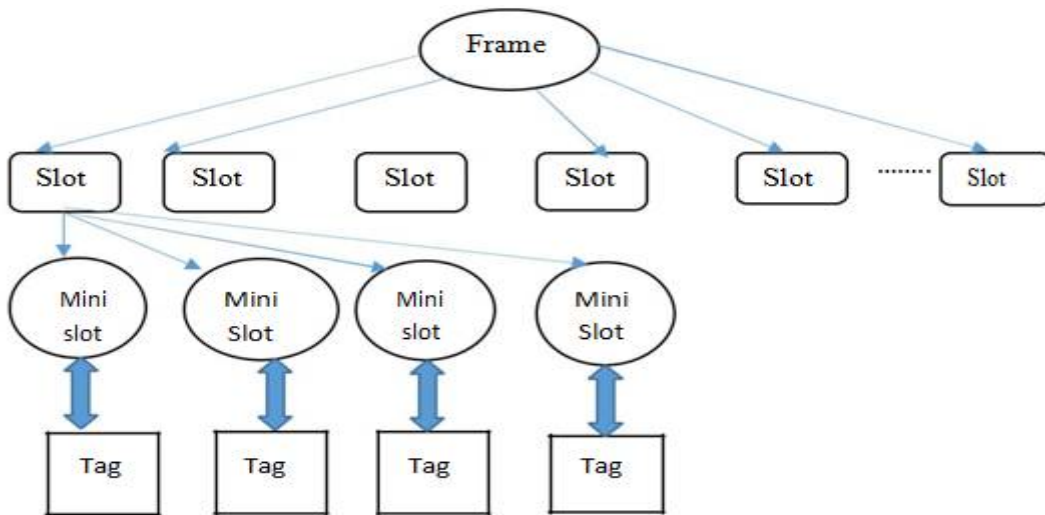 Frame
Slot Slot Slot Slot Slot ........ Slot
Mini Mini Mini Mini
slot Slot slot Slot
Tag Tag Tag Tag